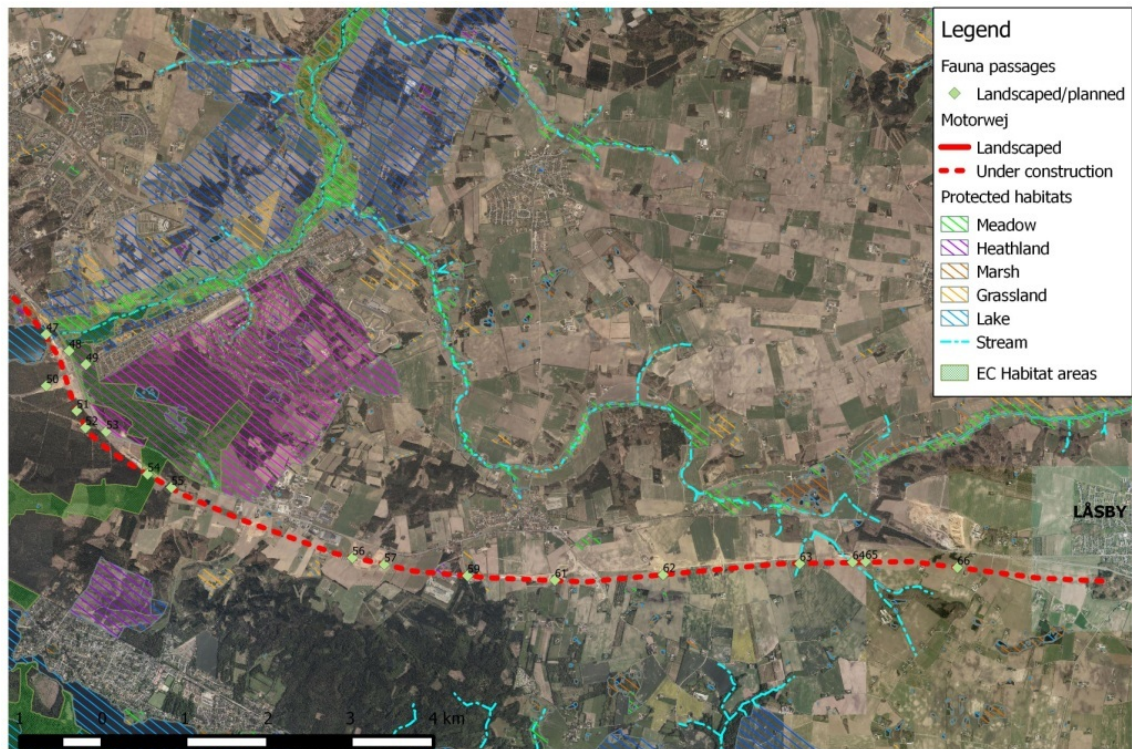 Legend
Fauna passages
Landscaped/planned
Motorwej
Landscaped
Under construction
Protected habitats
Meadow
Heathland
Marsh
Grassland
Lake
Stream
EC Habitat areas
47
48
49
50
51
52
53
54
55
56
57
59
61
62
63
64
65
66
LÅSBY
1 0 1 2 3 4 km